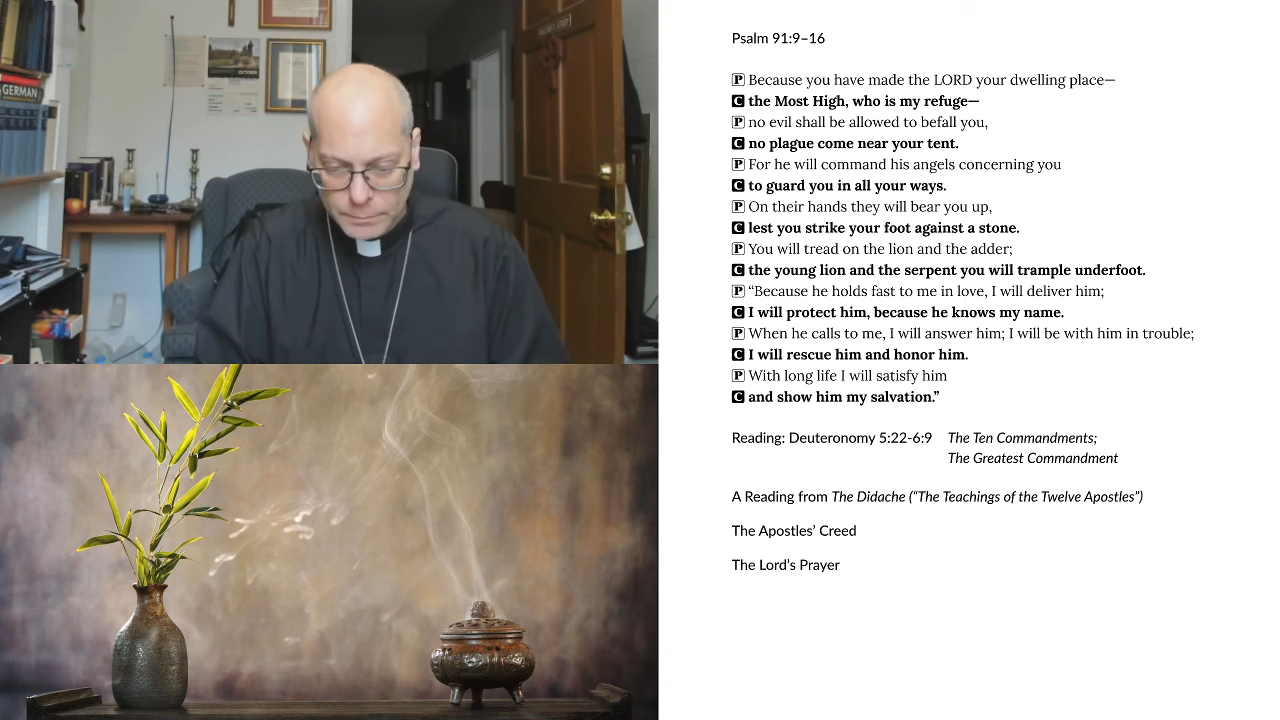 GERMAN
OCTOBER
Psalm 91:9–16
P Because you have made the LORD your dwelling place—
C the Most High, who is my refuge—
P no evil shall be allowed to befall you,
C no plague come near your tent.
P For he will command his angels concerning you
C to guard you in all your ways.
P On their hands they will bear you up,
C lest you strike your foot against a stone.
P You will tread on the lion and the adder;
C the young lion and the serpent you will trample underfoot.
P “Because he holds fast to me in love, I will deliver him;
C I will protect him, because he knows my name.
P When he calls to me, I will answer him; I will be with him in trouble;
C I will rescue him and honor him.
P With long life I will satisfy him
C and show him my salvation.”
Reading: Deuteronomy 5:22-6:9 The Ten Commandments;
The Greatest Commandment
A Reading from The Didache (“The Teachings of the Twelve Apostles”)
The Apostles’ Creed
The Lord’s Prayer